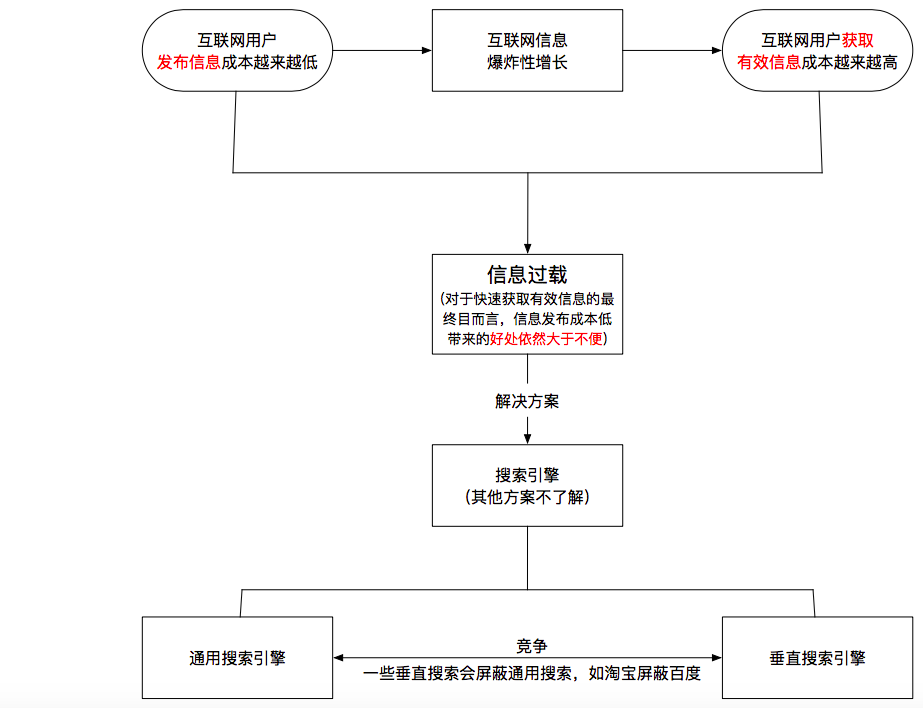 互联网用户
发布信息成本越来越低
互联网信息
爆炸性增长
互联网用户获取
有效信息成本越来越高
信息过载
（对于快速获取有效信息的最
终目而言，信息发布成本低
带来的好处依然大于不便）
解决方案
搜索引擎
（其他方案不了解）
通用搜索引擎
竞争
一些垂直搜索会屏蔽通用搜索，如淘宝屏蔽百度
垂直搜索引擎